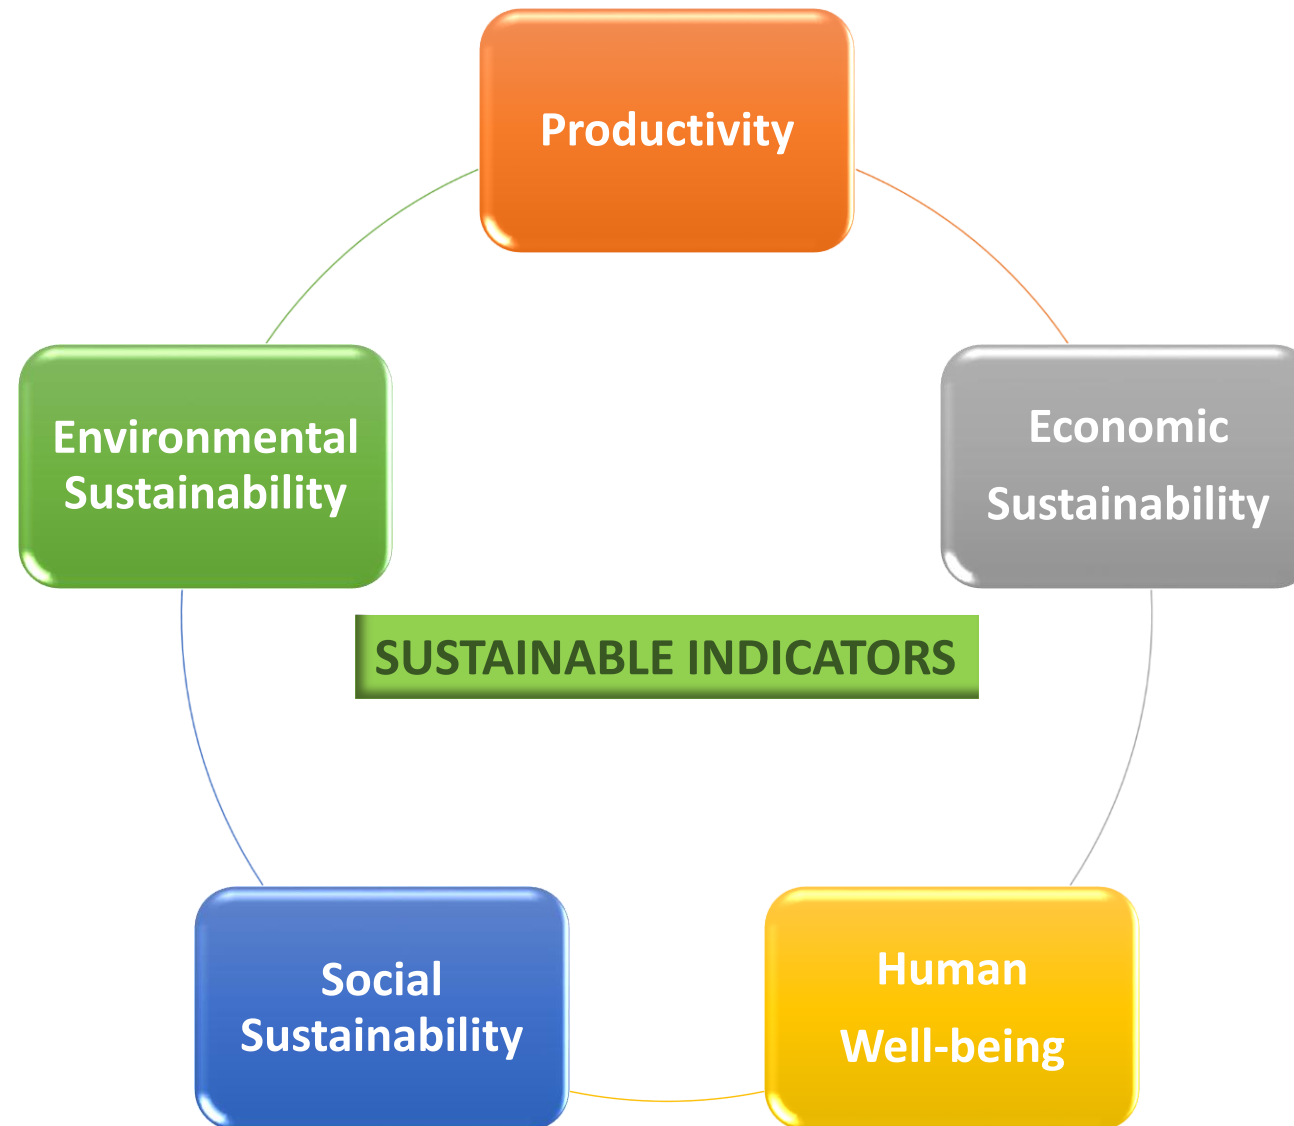 Productivity
Economic
Sustainability
Environmental
Sustainability
SUSTAINABLE INDICATORS
Human
Well-being
Social
Sustainability